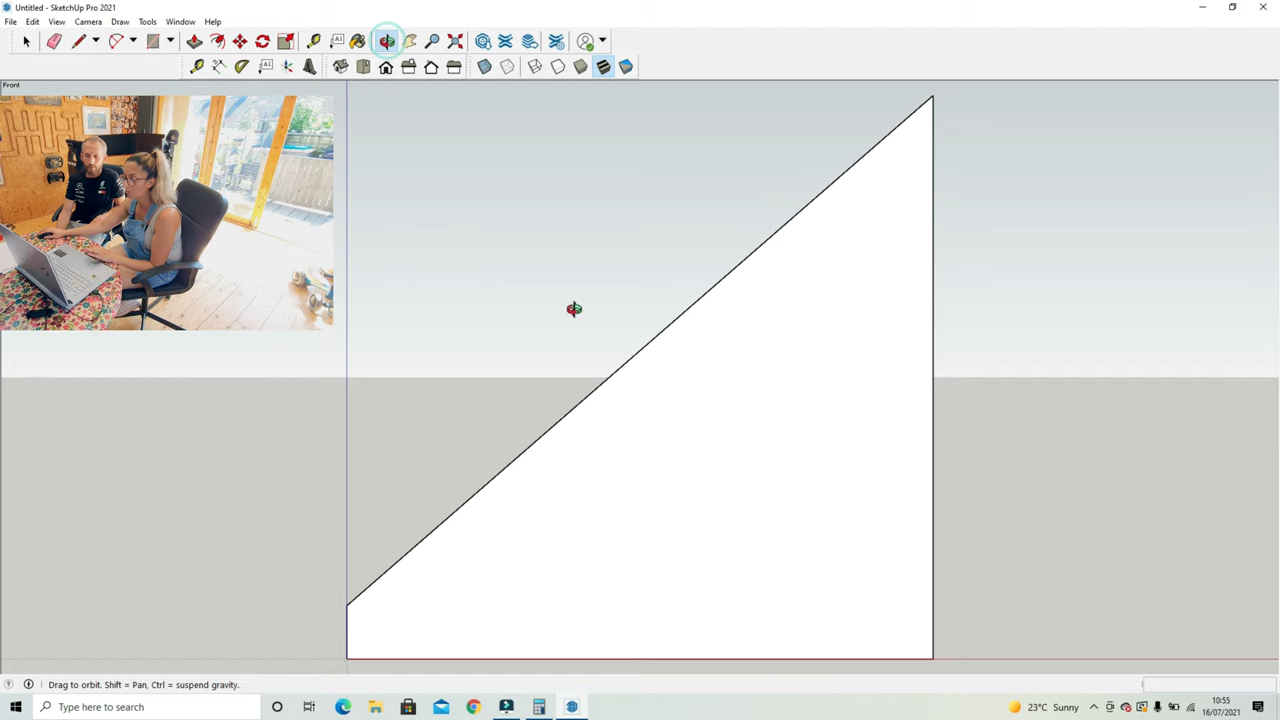 Untitled - SketchUp Pro 2021
File Edit View Camera Draw Tools Window Help
Front
Drag to orbit. Shift = Pan, Ctrl = suspend gravity.
Type here to search
23°C Sunny
10:55
16/07/2021